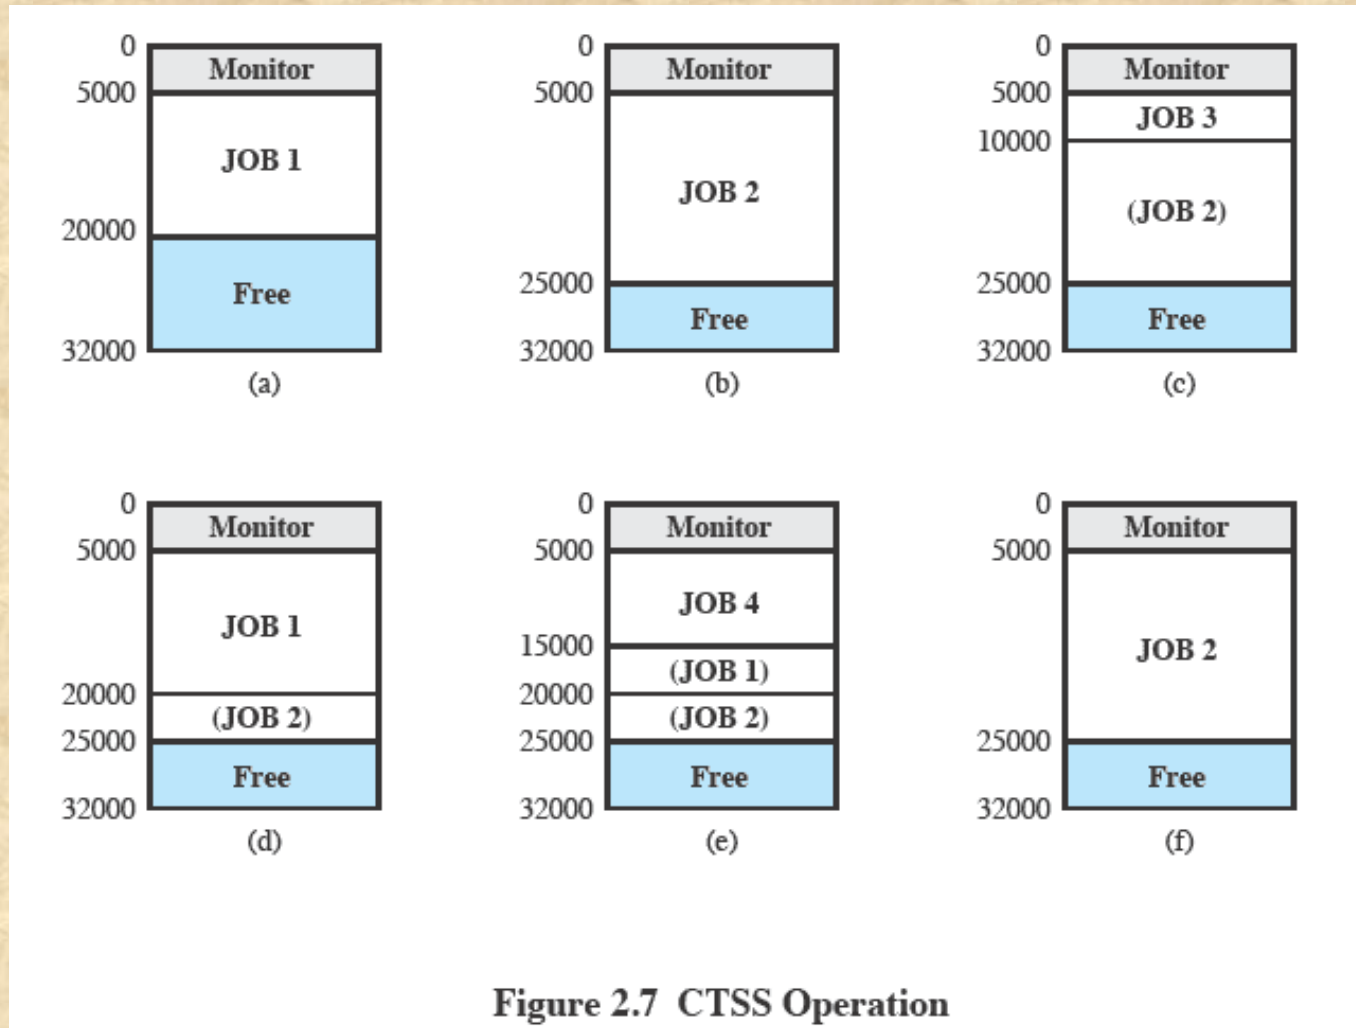 0
Monitor
5000
JOB 1
20000
Free
32000
(a)
0
Monitor
5000
JOB 2
25000
Free
32000
(b)
0
Monitor
5000
JOB 3
10000
(JOB 2)
25000
Free
32000
(c)
0
Monitor
5000
JOB 1
20000
(JOB 2)
25000
Free
32000
(d)
0
Monitor
5000
JOB 4
15000
(JOB 1)
20000
(JOB 2)
25000
Free
32000
(e)
0
Monitor
5000
JOB 2
25000
Free
32000
(f)
Figure 2.7 CTSS Operation